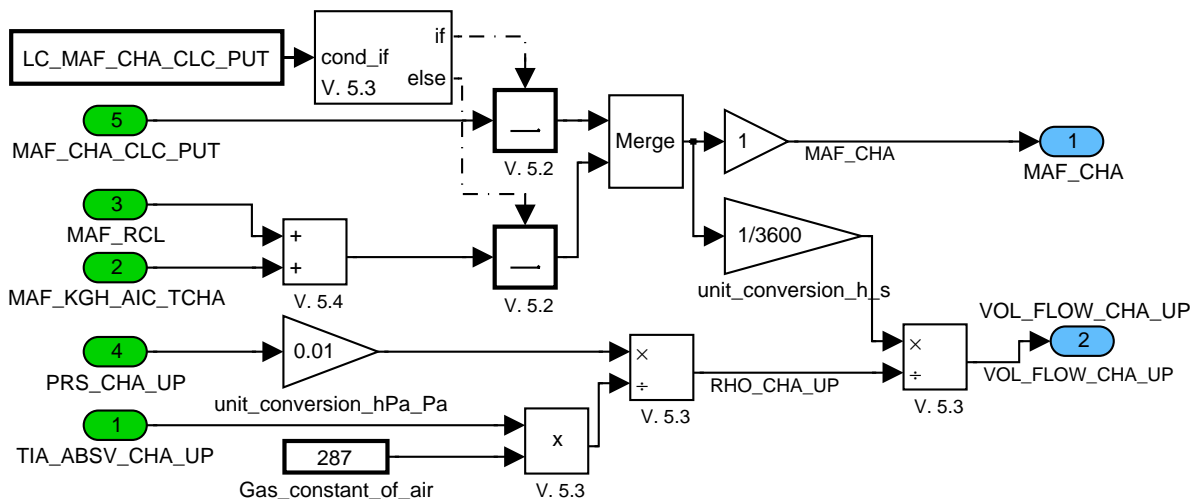 LC_MAF_CHA_CLC_PUT
cond_if
if
else
V. 5.3
5
MAF_CHA_CLC_PUT
V. 5.2
Merge
1
MAF_CHA
1
MAF_CHA
3
MAF_RCL
2
MAF_KGH_AIC_TCHA
+
+
V. 5.4
V. 5.2
1/3600
unit_conversion_h_s
4
PRS_CHA_UP
0.01
unit_conversion_hPa_Pa
×
÷
V. 5.3
RHO_CHA_UP
×
÷
V. 5.3
VOL_FLOW_CHA_UP
2
VOL_FLOW_CHA_UP
1
TIA_ABSV_CHA_UP
287
Gas_constant_of_air
x
V. 5.3